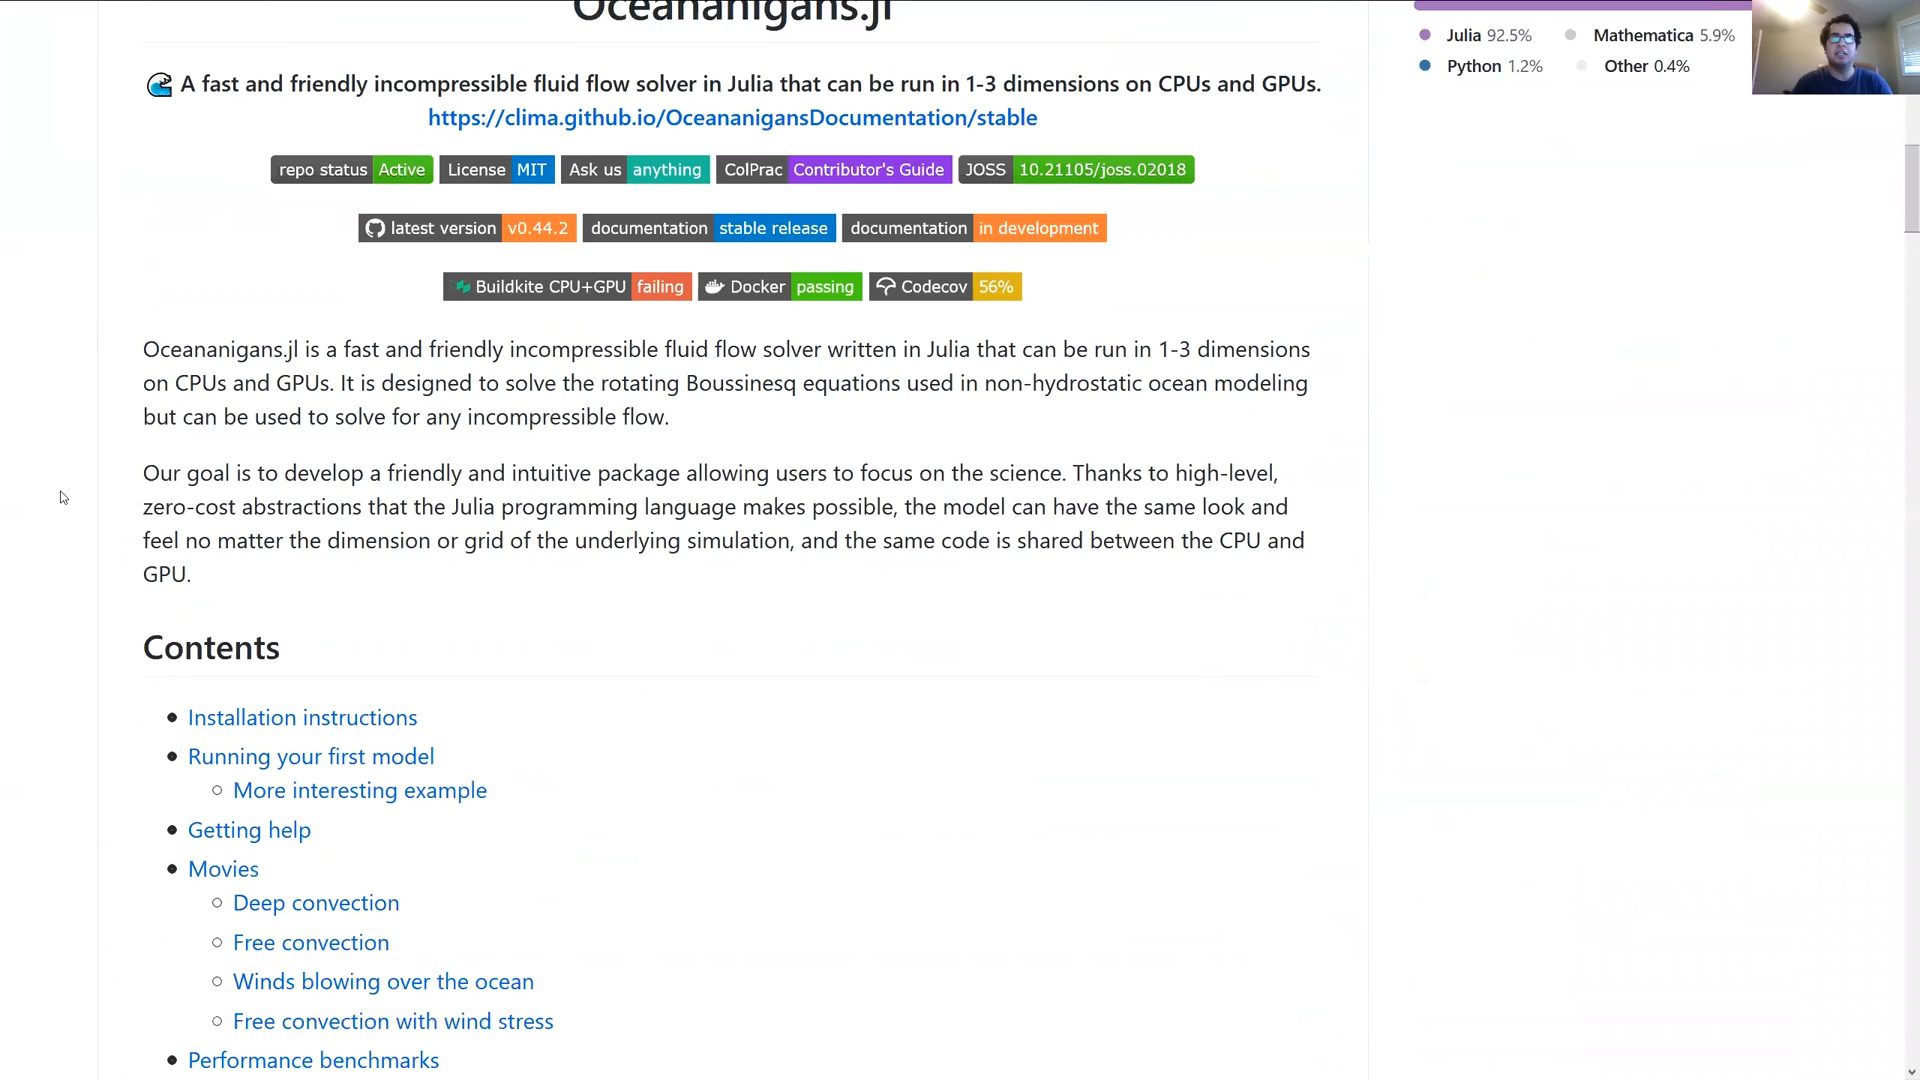 Oceananigans.jl
Julia 92.5% Mathematica 5.9%
Python 1.2% Other 0.4%
A fast and friendly incompressible fluid flow solver in Julia that can be run in 1-3 dimensions on CPUs and GPUs.
https://clima.github.io/OceananigansDocumentation/stable
repo status Active License MIT Ask us anything ColPrac Contributor's Guide JOSS 10.21105/joss.02018
latest version v0.44.2 documentation stable release documentation in development
Buildkite CPU+GPU failing Docker passing Codecov 56%
Oceananigans.jl is a fast and friendly incompressible fluid flow solver written in Julia that can be run in 1-3 dimensions
on CPUs and GPUs. It is designed to solve the rotating Boussinesq equations used in non-hydrostatic ocean modeling
but can be used to solve for any incompressible flow.
Our goal is to develop a friendly and intuitive package allowing users to focus on the science. Thanks to high-level,
zero-cost abstractions that the Julia programming language makes possible, the model can have the same look and
feel no matter the dimension or grid of the underlying simulation, and the same code is shared between the CPU and
GPU.
Contents
Installation instructions
Running your first model
More interesting example
Getting help
Movies
Deep convection
Free convection
Winds blowing over the ocean
Free convection with wind stress
Performance benchmarks